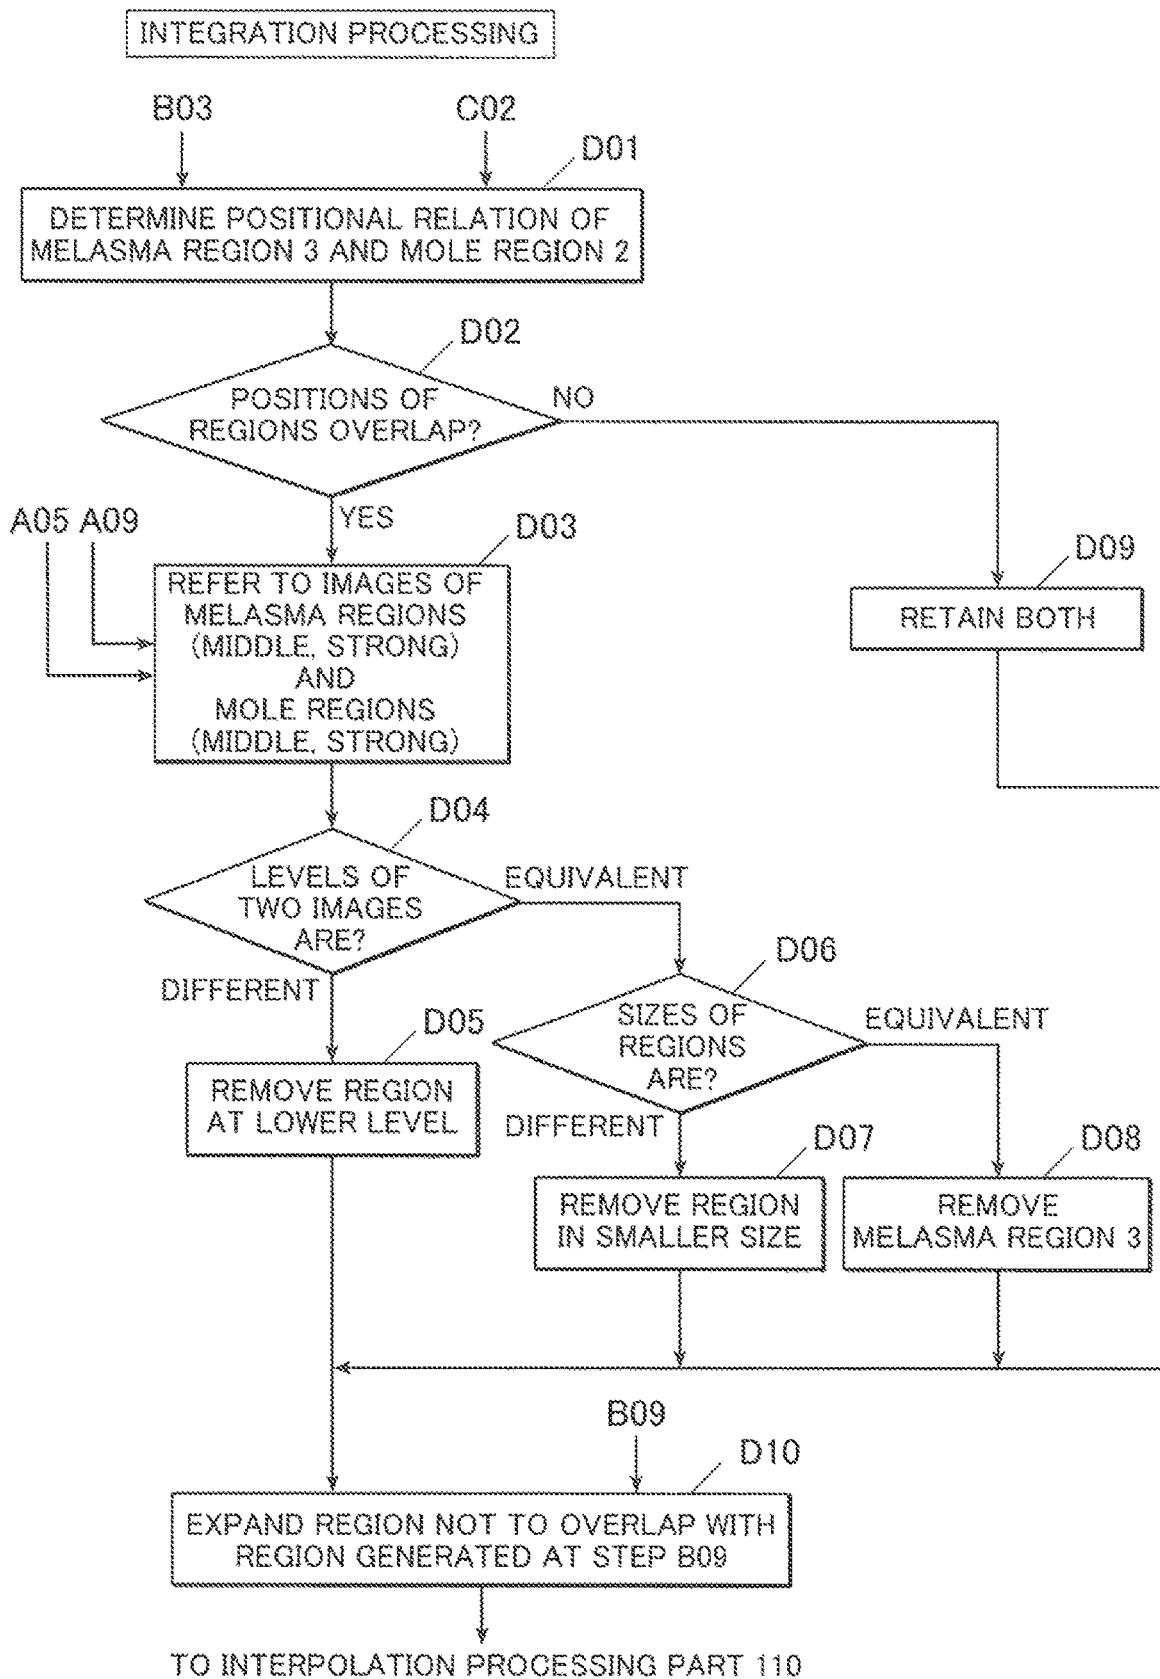 INTEGRATION PROCESSING
B03
C02
D01
DETERMINE POSITIONAL RELATION OF
MELASMA REGION 3 AND MOLE REGION 2
D02
POSITIONS OF
REGIONS OVERLAP?
NO
YES
A05 A09
D03
REFER TO IMAGES OF
MELASMA REGIONS
(MIDDLE, STRONG)
AND
MOLE REGIONS
(MIDDLE, STRONG)
D09
RETAIN BOTH
D04
LEVELS OF
TWO IMAGES
ARE?
EQUIVALENT
DIFFERENT
D06
SIZES OF
REGIONS
ARE?
EQUIVALENT
D05
REMOVE REGION
AT LOWER LEVEL
DIFFERENT
D07
REMOVE REGION
IN SMALLER SIZE
D08
REMOVE
MELASMA REGION 3
B09
D10
EXPAND REGION NOT TO OVERLAP WITH
REGION GENERATED AT STEP B09
TO INTERPOLATION PROCESSING PART 110